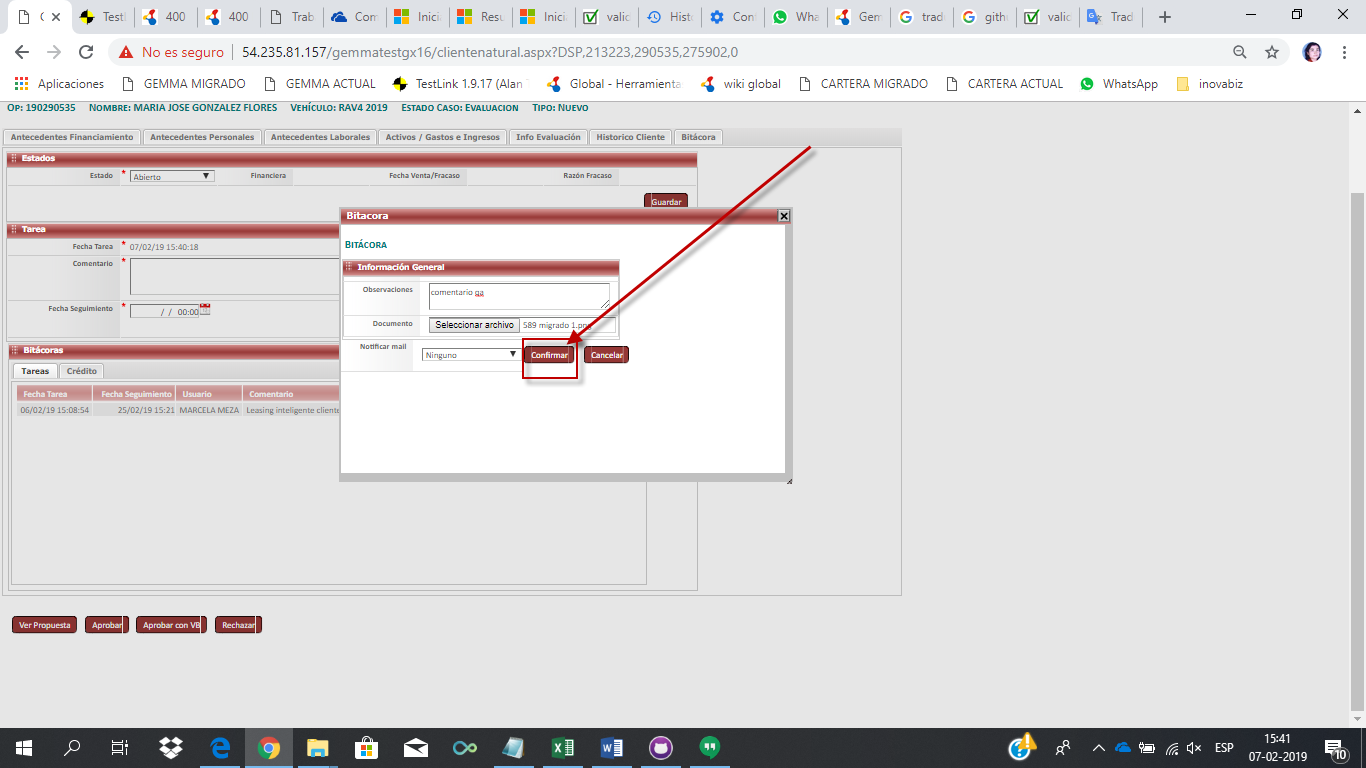 C
Test
400
400
Trab
Com
Inici
Resu
Inici
valic
Hist
Con
Wha
Gem
trad
gith
valic
Trad
No es seguro | 54.235.81.157/gemmatestgx16/clientenatural.aspx?DSP,213223,290535,275902,0
Aplicaciones GEMMA MIGRADO GEMMA ACTUAL TestLink 1.9.17 (Alan Global - Herramienta wiki global CARTERA MIGRADO CARTERA ACTUAL WhatsApp inovabiz
OP: 190290535 NOMBRE: MARIA JOSE GONZALEZ FLORES VEHÍCULO: RAV4 2019 ESTADO CASO: EVALUACION TIPO: NUEVO
Antecedentes Financiamiento Antecedentes Personales Antecedentes Laborales Activos / Gastos e Ingresos Info Evaluación Historico Cliente Bitácora
Estados
Estado * Abierto Financiera Fecha Venta/Fracaso Razón Fracaso
Guardar
Tarea
Fecha Tarea * 07/02/19 15:40:18
Comentario *
Fecha Seguimiento * / / 00:00
Bitácoras
Tareas Crédito
Fecha Tarea Fecha Seguimiento Usuario Comentario
06/02/19 15:08:54 25/02/19 15:21 MARCELA MEZA Leasing inteligente cliente
Bitacora
BITÁCORA
Información General
Observaciones comentario qa
Documento Seleccionar archivo 589 migrado 1.png
Notificar mail Ninguno Confirmar Cancelar
Ver Propuesta Aprobar Aprobar con VB Rechazar
ESP
15:41
07-02-2019
10